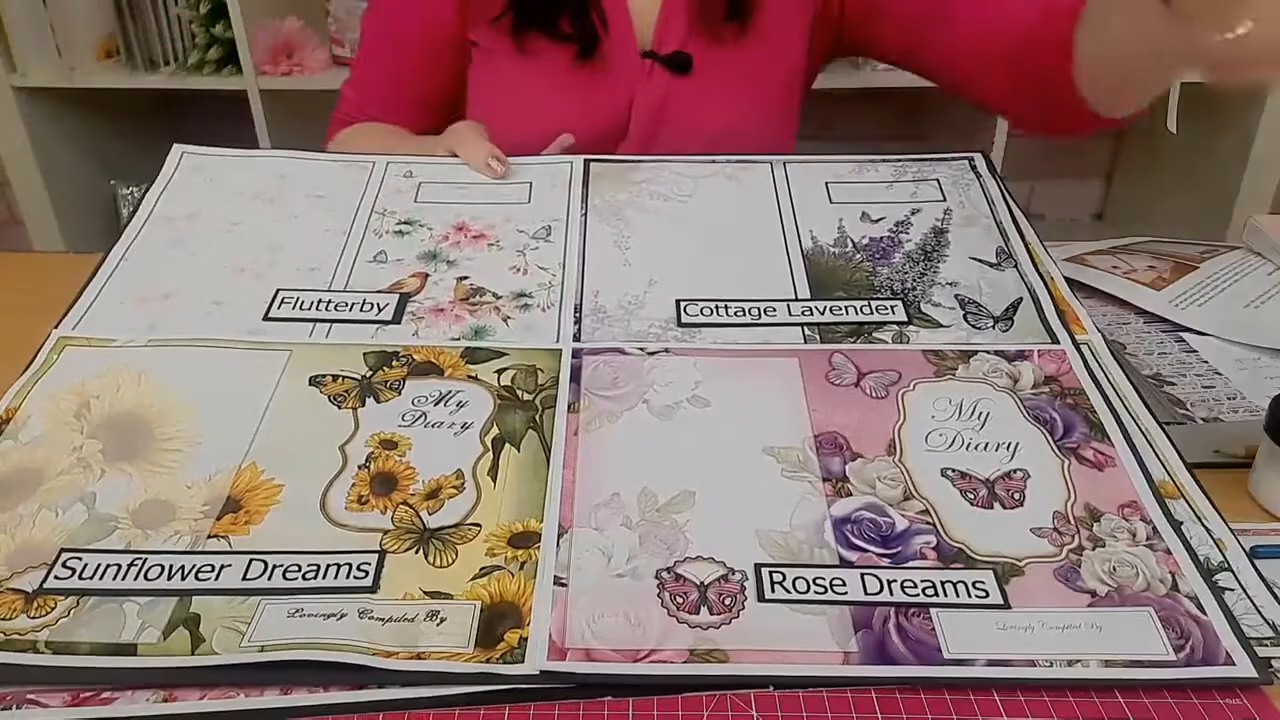 Flutterby
Cottage Lavender
My
Diary
Sunflower Dreams
Lovingly Compiled By
My
Diary
Rose Dreams
Lovingly Compiled By